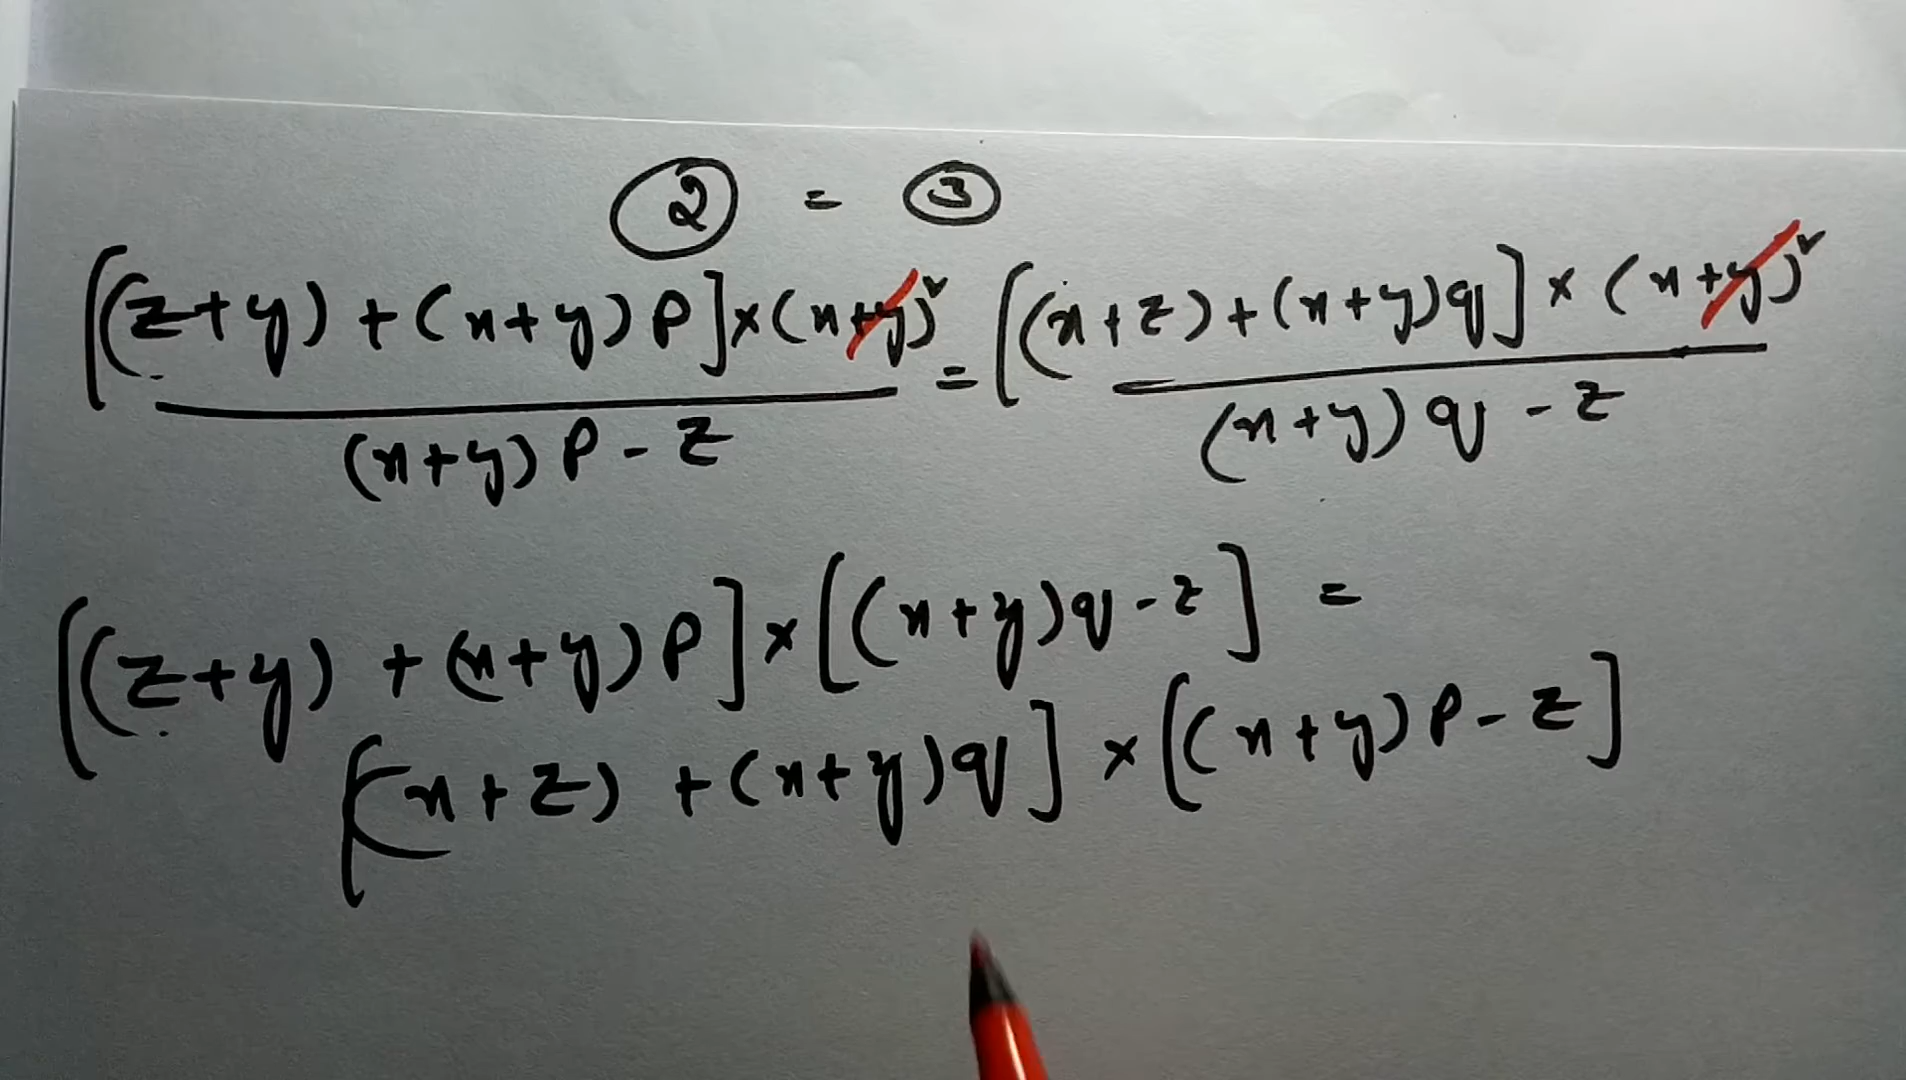 ② = ③
[(z+y)+(x+y)p]×(x+y)² / (x+y)p-z = [(x+z)+(x+y)q]×(x+y)² / (x+y)q-z
[(z+y)+(x+y)p]×[(x+y)q-z] =
[(x+z)+(x+y)q]×[(x+y)p-z]